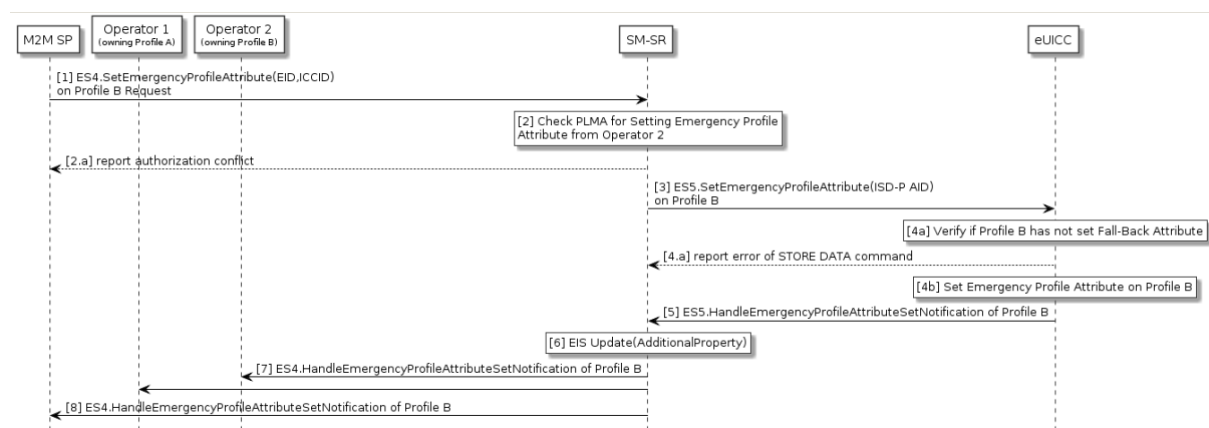 M2M SP
Operator 1
(owning Profile A)
Operator 2
(owning Profile B)
SM-SR
eUICC
[1] ES4.SetEmergencyProfileAttribute(EID,ICCID)
on Profile B Request
[2] Check PLMA for Setting Emergency Profile
Attribute from Operator 2
[2.a] report authorization conflict
[3] ES5.SetEmergencyProfileAttribute(ISD-P AID)
on Profile B
[4a] Verify if Profile B has not set Fall-Back Attribute
[4.a] report error of STORE DATA command
[4b] Set Emergency Profile Attribute on Profile B
[5] ES5.HandleEmergencyProfileAttributeSetNotification of Profile B
[6] EIS Update(AdditionalProperty)
[7] ES4.HandleEmergencyProfileAttributeSetNotification of Profile B
[8] ES4.HandleEmergencyProfileAttributeSetNotification of Profile B